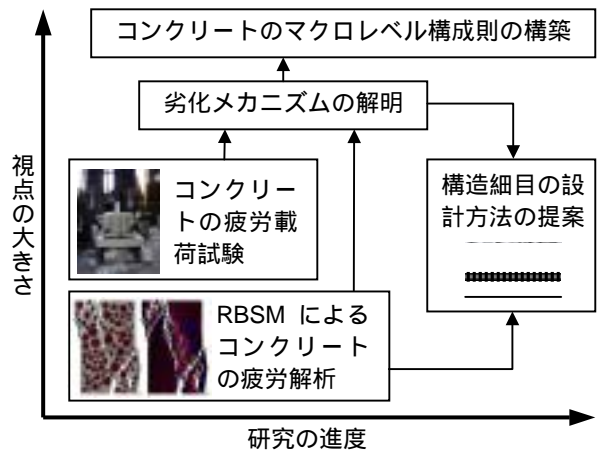 コンクリートのマクロレベル構成則の構築
劣化メカニズムの解明
視点の大きさ
コンクリー
トの疲労載
荷試験
構造細目の設
計方法の提案
RBSM による
コンクリート
の疲労解析
研究の進度